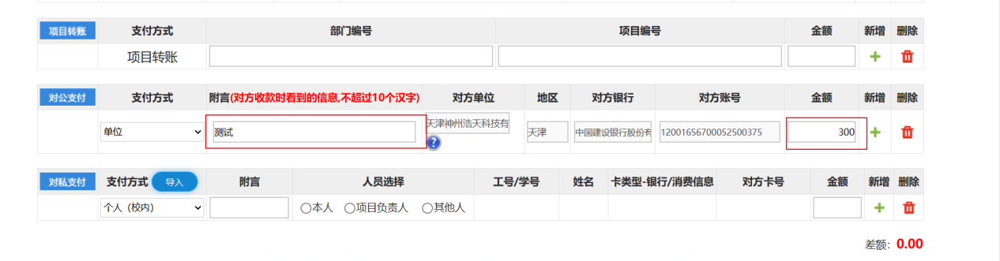 项目转账 支付方式 部门编号 项目编号 金额 新增 删除
项目转账
对公支付 支付方式 附言(对方收款时看到的信息,不超过10个汉字) 对方单位 地区 对方银行 对方账号 金额 新增 删除
单位 测试 天津神州浩天科技有 天津 中国建设银行股份有 12001656700052500375 300
?
对私支付 支付方式 导入 附言 人员选择 工号/学号 姓名 卡类型-银行/消费信息 对方卡号 金额 新增 删除
个人（校内） 本人 项目负责人 其他人
差额: 0.00